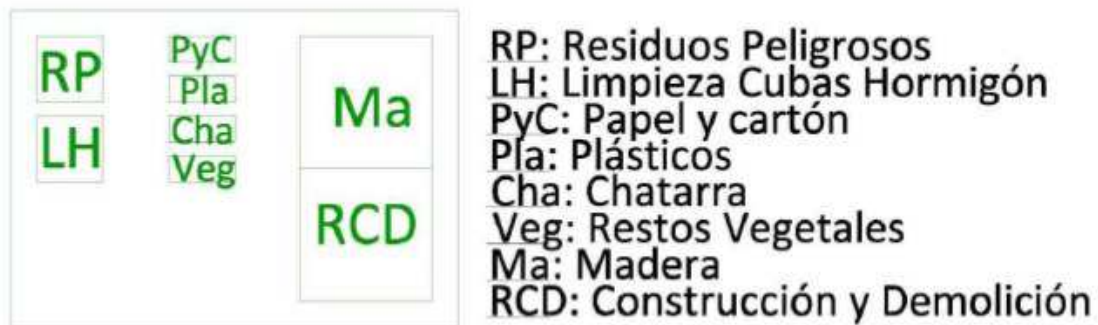 RP
LH
PyC
Pla
Cha
Veg
Ma
RCD
RP: Residuos Peligrosos
LH: Limpieza Cubas Hormigón
PyC: Papel y cartón
Pla: Plásticos
Cha: Chatarra
Veg: Restos Vegetales
Ma: Madera
RCD: Construcción y Demolición